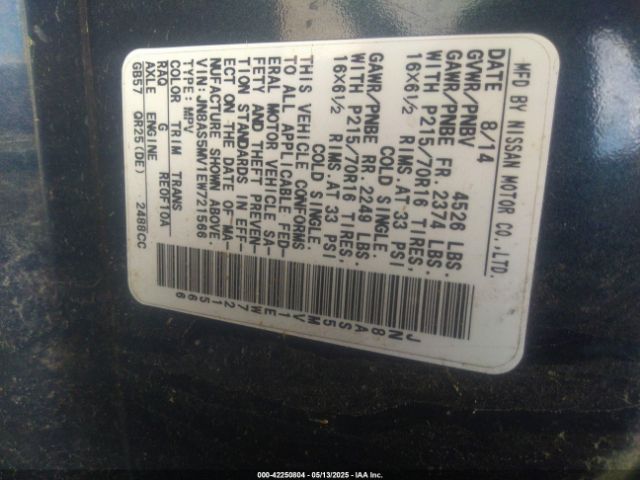 MFD BY NISSAN MOTOR CO.,LTD.
DATE 8/14
GVWR/PNBV 4526 LBS
GAWR/PNBE FR. 2374 LBS.
WITH P215/70R16 TIRES,
16X6½ RIMS.AT 33 PSI
COLD SINGLE.
GAWR/PNBE RR 2249 LBS.
WITH P215/70R16 TIRES,
16X6½ RIMS.AT 33 PSI
COLD SINGLE
THIS VEHICLE CONFORMS
TO ALL APPLICABLE FED-
ERAL MOTOR VEHICLE SA-
FETY AND THEFT PREVEN-
TION STANDARDS IN EFF-
ECT ON THE DATE OF MA-
NUFACTURE SHOWN ABOVE.
VIN: JN8AS5MV1EW721566
TYPE: MPV
COLOR TRIM TRANS
RAQ G RE0F10A
AXLE ENGINE
GB57 QR25(DE) 2488CC
JN8AS5MV1EW721566
000-42250804 | 05/13/2025 | IAA Inc.